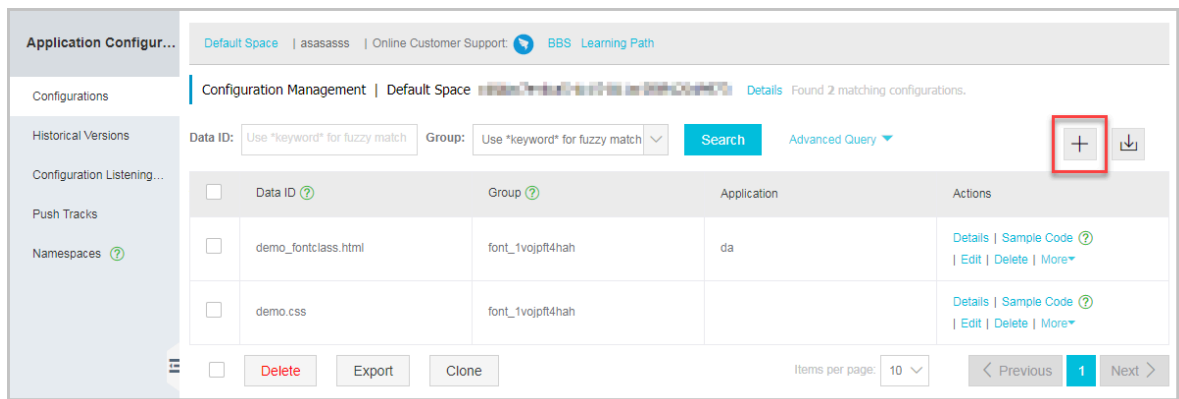 Application Configur...
Default Space | asasasss | Online Customer Support: BBS Learning Path
Configurations
Configuration Management | Default Space Details Found 2 matching configurations.
Historical Versions
Data ID: Use *keyword* for fuzzy match Group: Use *keyword* for fuzzy match Search Advanced Query
Configuration Listening...
Data ID Group Application Actions
Push Tracks
Namespaces
demo_fontclass.html font_1vojpft4hah da Details | Sample Code
| Edit | Delete | More
demo.css font_1vojpft4hah Details | Sample Code
| Edit | Delete | More
Delete Export Clone Items per page: 10 Previous 1 Next